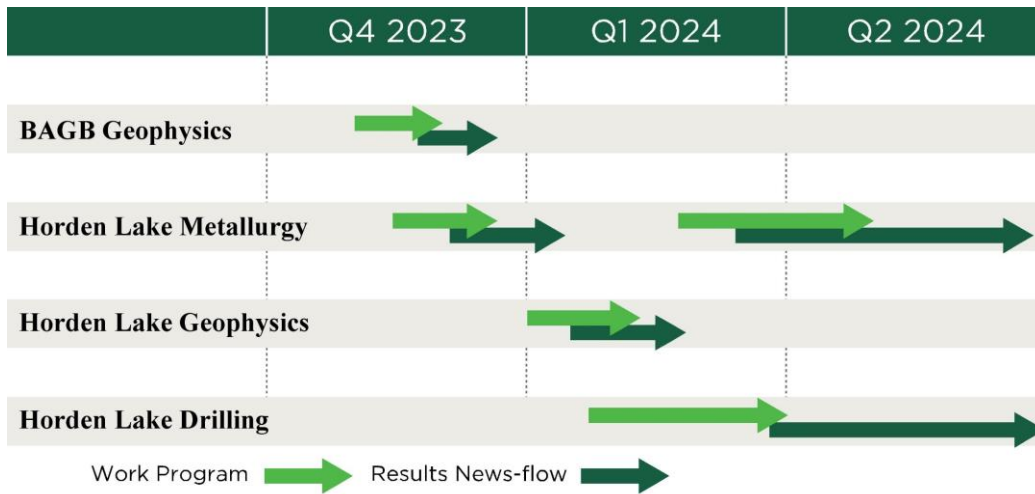 Q4 2023 Q1 2024 Q2 2024
BAGB Geophysics
Horden Lake Metallurgy
Horden Lake Geophysics
Horden Lake Drilling
Work Program Results News-flow